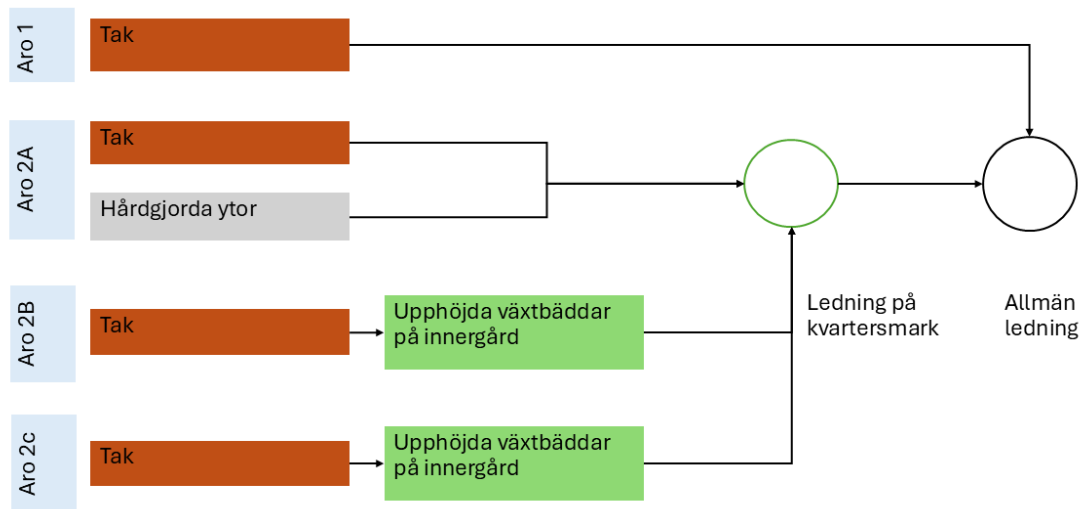 Aro 1
Tak
Aro 2A
Tak
Hårdgjorda ytor
Aro 2B
Tak
Upphöjda växtbäddar
på innergård
Ledning på
kvartersmark
Allmän
ledning
Aro 2c
Tak
Upphöjda växtbäddar
på innergård